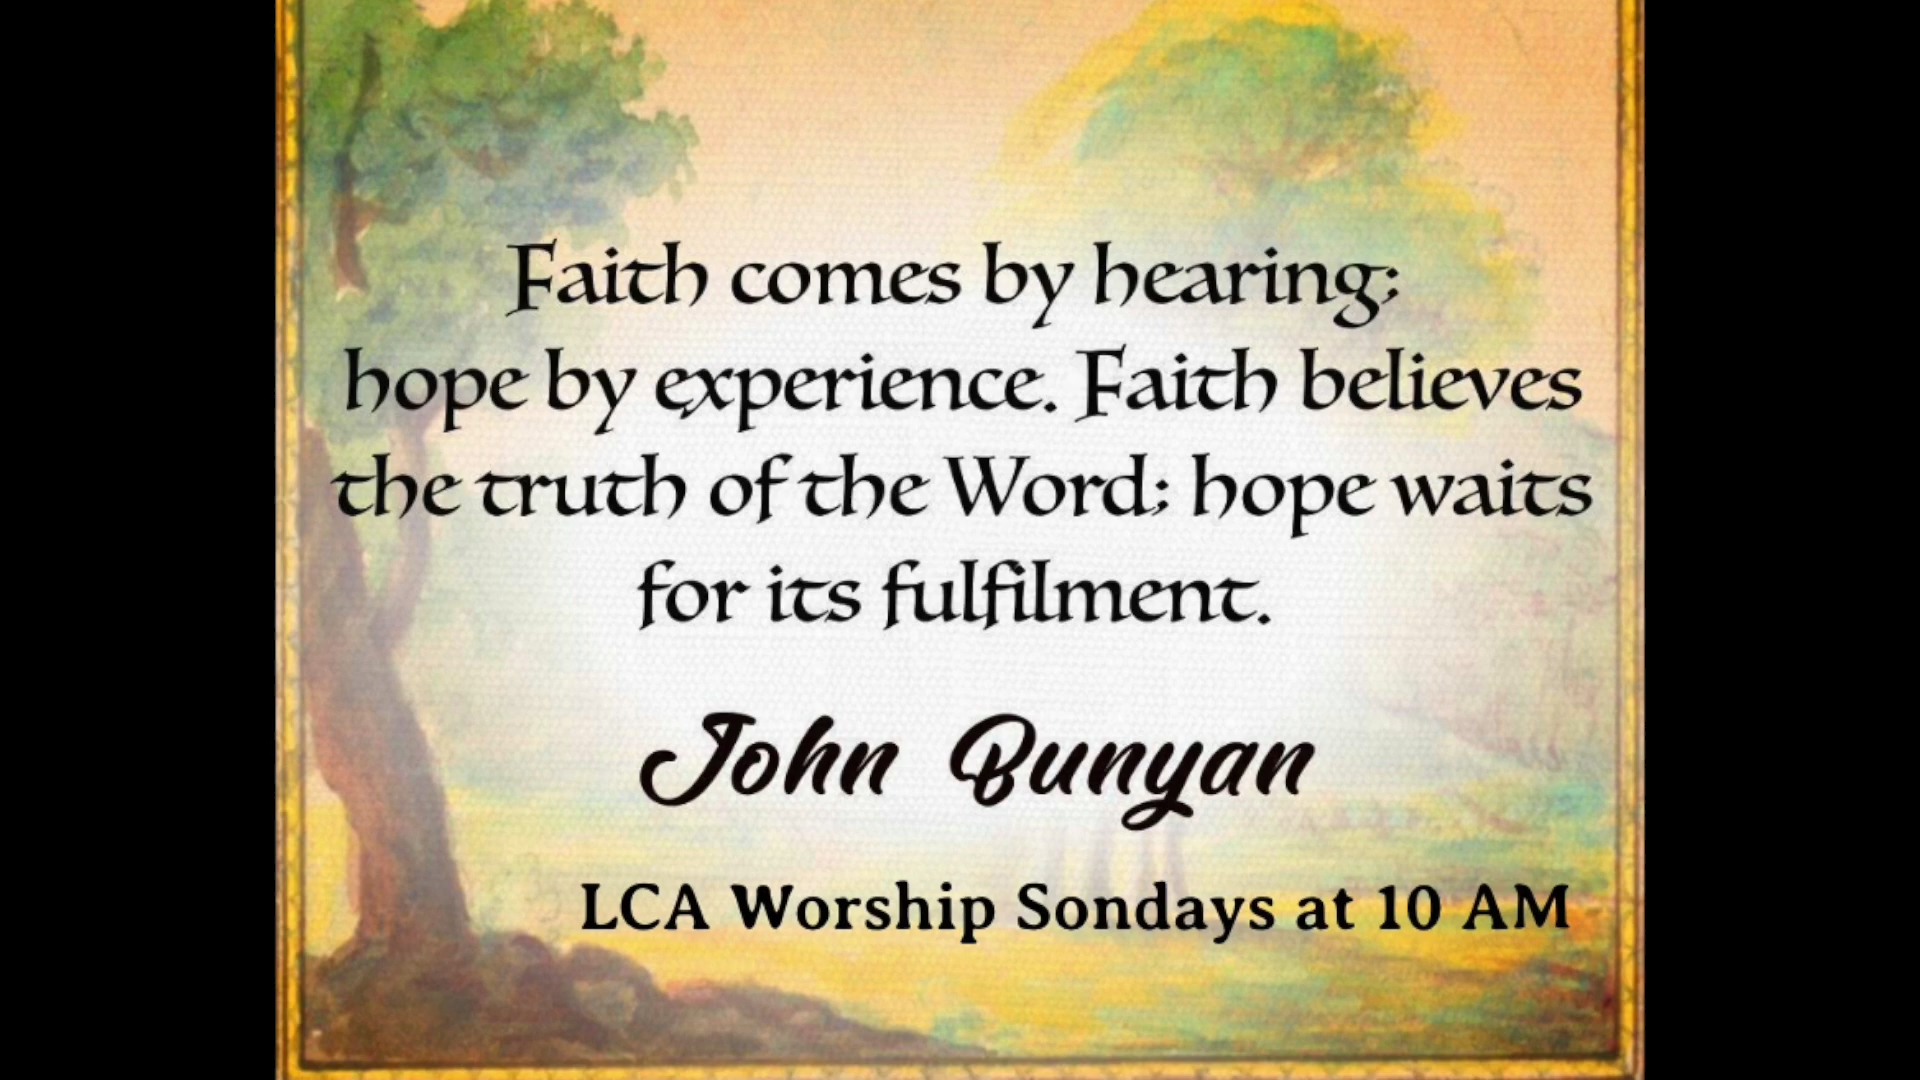 Faith comes by hearing;
hope by experience. Faith believes
the truth of the Word; hope waits
for its fulfilment.
John Bunyan
LCA Worship Sondays at 10 AM